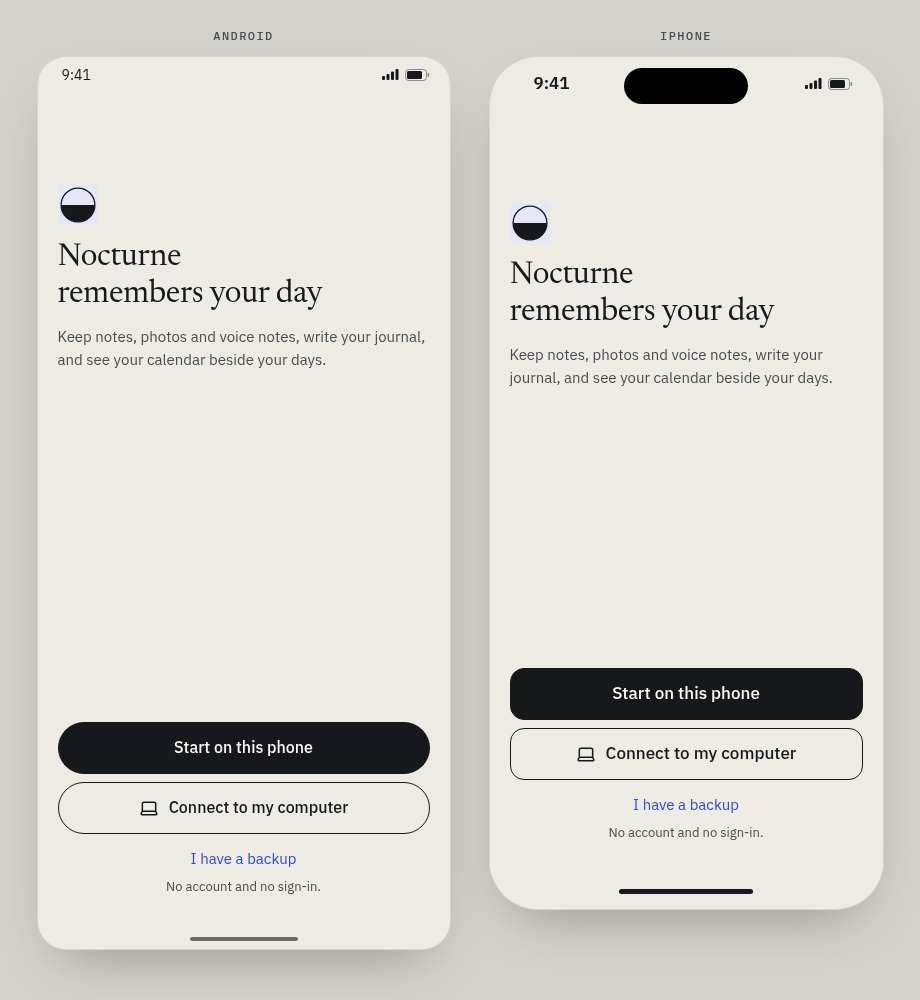 ANDROID
9:41
Nocturne
remembers your day
Keep notes, photos and voice notes, write your journal,
and see your calendar beside your days.
Start on this phone
Connect to my computer
I have a backup
No account and no sign-in.
IPHONE
9:41
Nocturne
remembers your day
Keep notes, photos and voice notes, write your
journal, and see your calendar beside your days.
Start on this phone
Connect to my computer
I have a backup
No account and no sign-in.